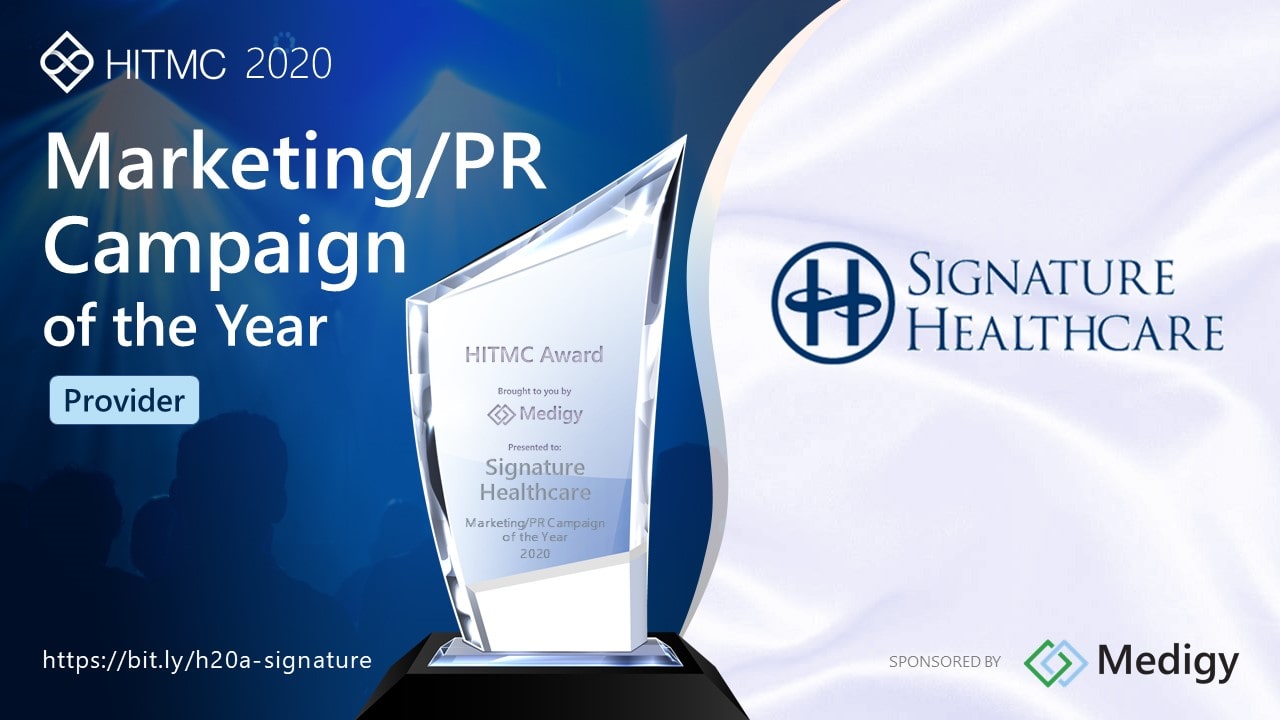 HITMC 2020
Marketing/PR
Campaign
of the Year
Provider
HITMC Award
Brought to you by
Medigy
Presented to:
Signature
Healthcare
Marketing/PR Campaign
of the Year
2020
https://bit.ly/h20a-signature
SIGNATURE
HEALTHCARE
SPONSORED BY Medigy